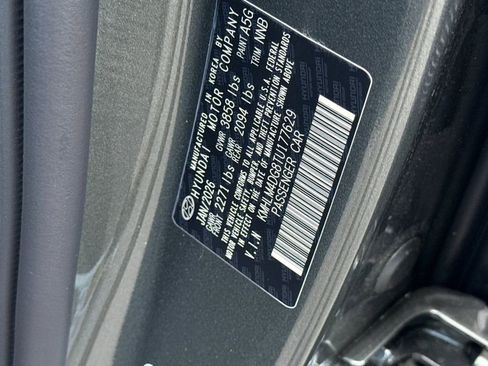 MANUFACTURED IN KOREA BY
HYUNDAI MOTOR COMPANY
JAN/2026 GVWR 3858 lbs PAINT A5G
GAWR FRONT 2271 lbs GAWR REAR 2094 lbs TRIM NNB
THIS VEHICLE CONFORMS TO ALL APPLICABLE U.S.A. FEDERAL
MOTOR VEHICLE SAFETY, BUMPER, AND THEFT PREVENTION STANDARDS
IN EFFECT ON THE DATE OF MANUFACTURE SHOWN ABOVE
V.I.N KMHLM4DG8TU177629
PASSENGER CAR